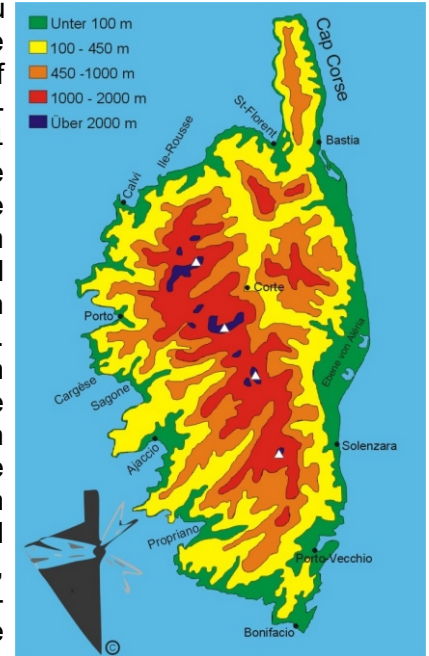 Unter 100 m
100 - 450 m
450 -1000 m
1000 - 2000 m
Über 2000 m
Cap Corse
St-Florent
Bastia
Ile-Rousse
Calvi
Corte
Porto
Ebene von Aléria
Cargèse
Sagone
Ajaccio
Solenzara
Propriano
Porto-Vecchio
Bonifacio
©